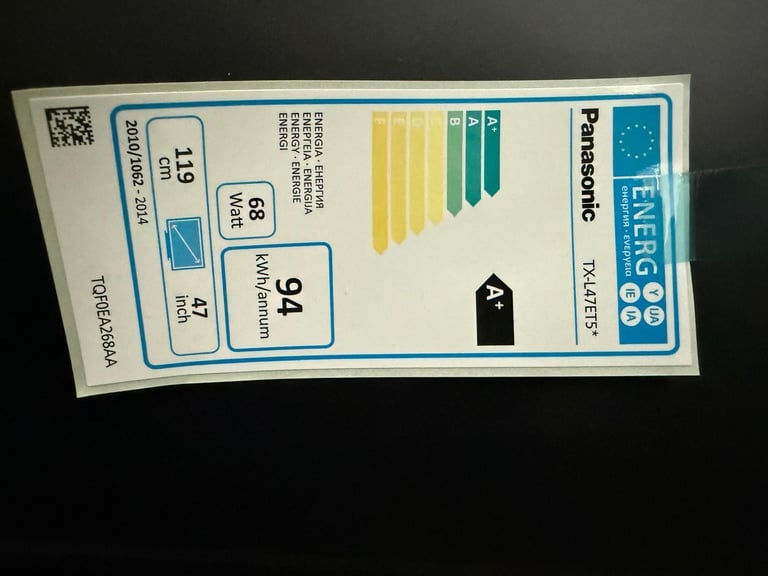 ENERG
Y IJA
IE IA
енергия · ενεργεια
Panasonic
TX-L47ET5*
A+
A
B
C
D
E
F
A+
ENERGIA · ЕНЕРГИЯ
ΕΝΕΡΓΕΙΑ · ENERGIJA
ENERGY · ENERGIE
ENERGI
68
Watt
94
kWh/annum
119
cm
47
inch
2010/1062 - 2014
TQF0EA268AA